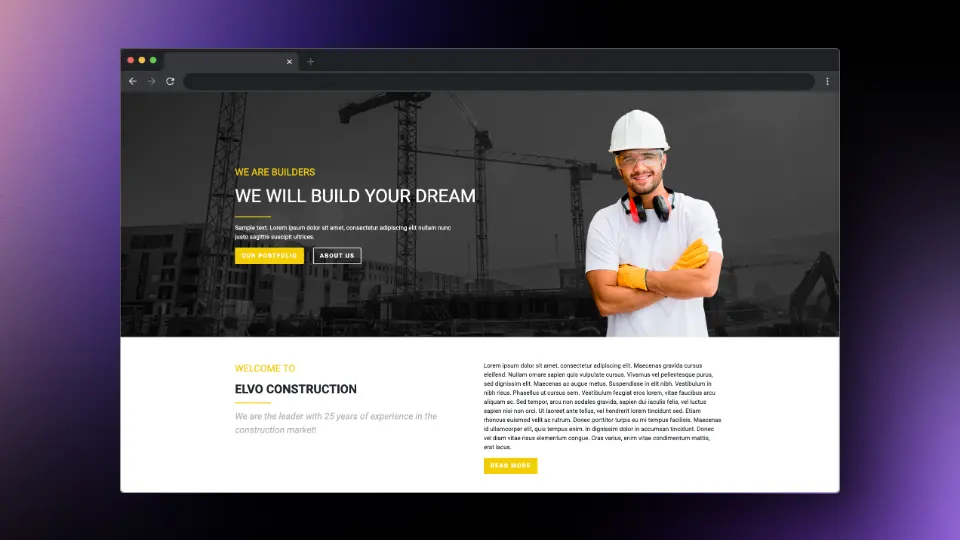 WE ARE BUILDERS
WE WILL BUILD YOUR DREAM
Sample text. Lorem ipsum dolor sit amet, consectetur adipiscing elit nullam nunc
justo sagittis suscipit ultrices.
OUR PORTFOLIO
ABOUT US
WELCOME TO
ELVO CONSTRUCTION
We are the leader with 25 years of experience in the
construction market!
Lorem ipsum dolor sit amet, consectetur adipiscing elit. Maecenas gravida cursus
eleifend. Nullam ornare sapien quis vulputate cursus. Vivamus vel pellentesque purus,
sed dignissim elit. Maecenas ac augue metus. Suspendisse in elit nibh. Vestibulum in
nibh risus. Phasellus ut cursus sem. Vestibulum feugiat eros lorem, vitae faucibus arcu
aliquam ac. Sed tempor, arcu non sodales gravida, sapien dui iaculis felis, vel luctus
sapien nisi non orci. Ut laoreet ante tellus, vel hendrerit lorem tincidunt sed. Etiam
rhoncus euismod velit ac rutrum. Donec porttitor turpis eu mi tempus facilisis. Maecenas
id ullamcorper elit, quis tempus enim. In dignissim dolor in accumsan tincidunt. Donec
vel diam vitae risus elementum congue. Cras varius, enim vitae condimentum mattis,
erat lacus.
READ MORE